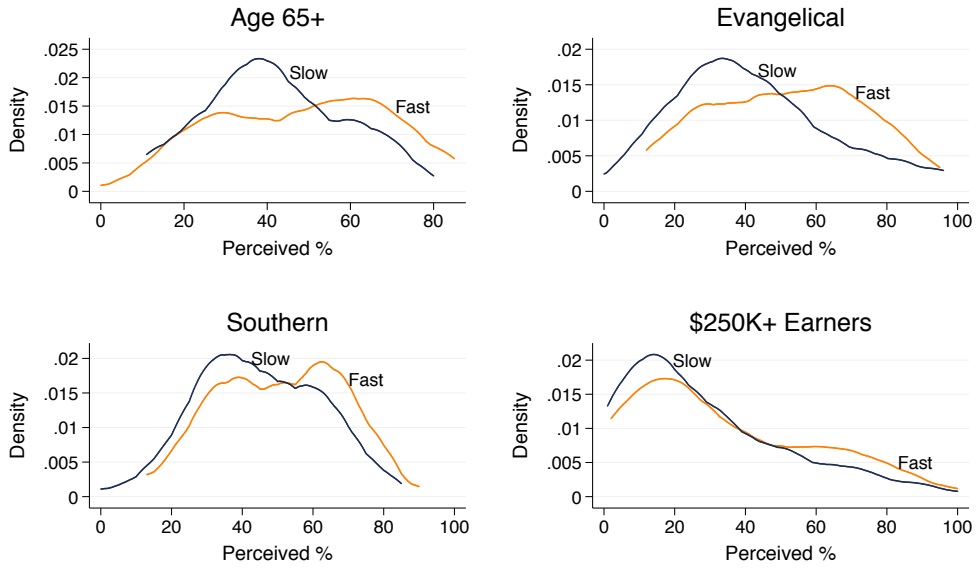 Age 65+
.025
.02
.015
.01
.005
0
Density
Slow
Fast
0 20 40 60 80
Perceived %
Evangelical
.02
.015
.01
.005
0
Density
Slow
Fast
0 20 40 60 80 100
Perceived %
Southern
.02
.015
.01
.005
0
Density
Slow
Fast
0 20 40 60 80 100
Perceived %
$250K+ Earners
.02
.015
.01
.005
0
Density
Slow
Fast
0 20 40 60 80 100
Perceived %